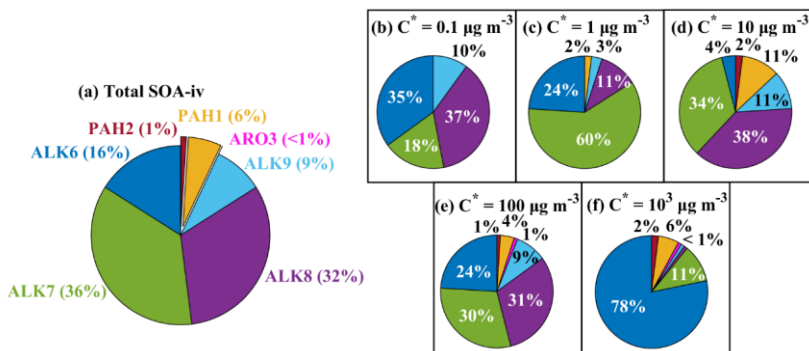 (a) Total SOA-iv
PAH2 (1%)
PAH1 (6%)
ARO3 (<1%)
ALK9 (9%)
ALK6 (16%)
ALK7 (36%)
ALK8 (32%)
(b) C* = 0.1 μg m-3
10%
35%
37%
18%
(c) C* = 1 μg m-3
2%
3%
11%
24%
60%
(d) C* = 10 μg m-3
4%
2%
11%
11%
34%
38%
(e) C* = 100 μg m-3
1%
4%
1%
9%
24%
31%
30%
(f) C* = 10³ μg m-3
2%
6%
< 1%
11%
78%